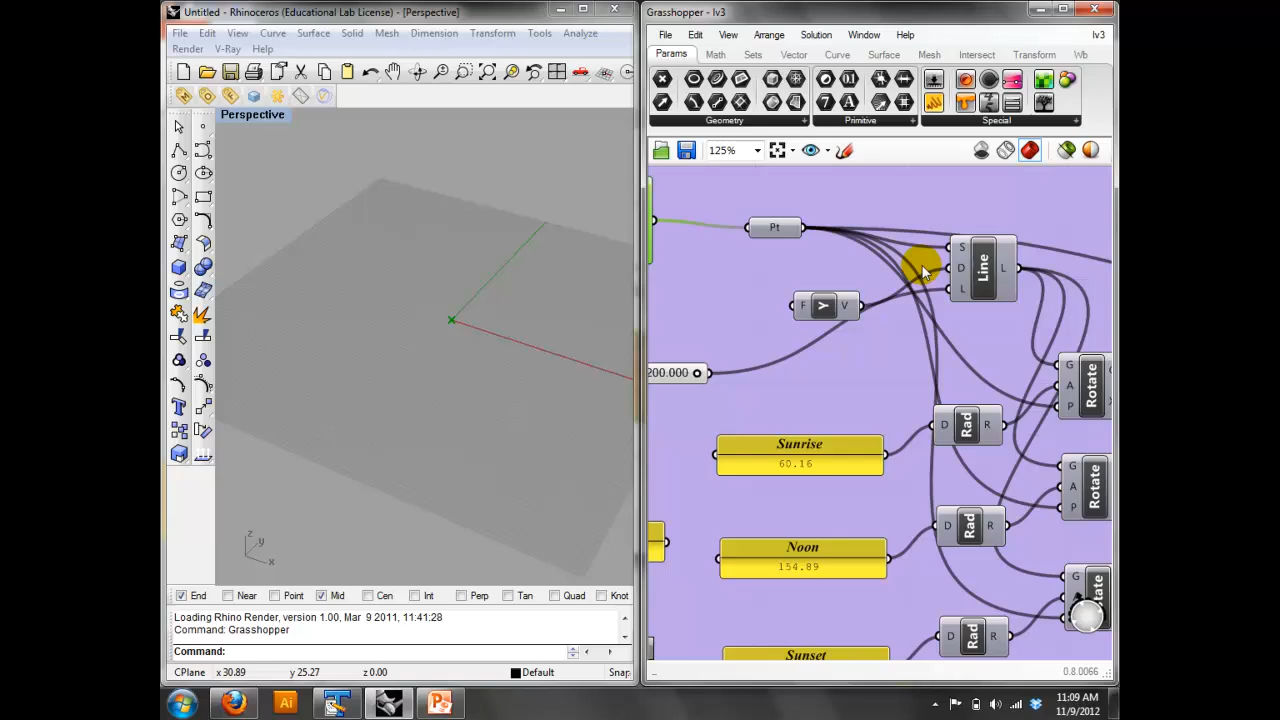 Untitled - Rhinoceros (Educational Lab License) - [Perspective]
File Edit View Curve Surface Solid Mesh Dimension Transform Tools Analyze
Render V-Ray Help
Perspective
z
y
x
End Near Point Mid Cen Int Perp Tan Quad Knot
Loading Rhino Render, version 1.00, Mar 9 2011, 11:41:28
Command: Grasshopper
Command:
CPlane x 30.89 y 25.27 z 0.00 Default Snap
Grasshopper - lv3
File Edit View Arrange Solution Window Help lv3
Params Math Sets Vector Curve Surface Mesh Intersect Transform Wb
Geometry Primitive Special
125%
Pt
S
D Line L
L
F Y V
200.000
G
A Rotate
P
Sunrise
60.16
D Rad R
G
A Rotate
P
Noon
154.89
D Rad R
G
D Rad R
Sunset
0.8.0066
11:09 AM
11/9/2012